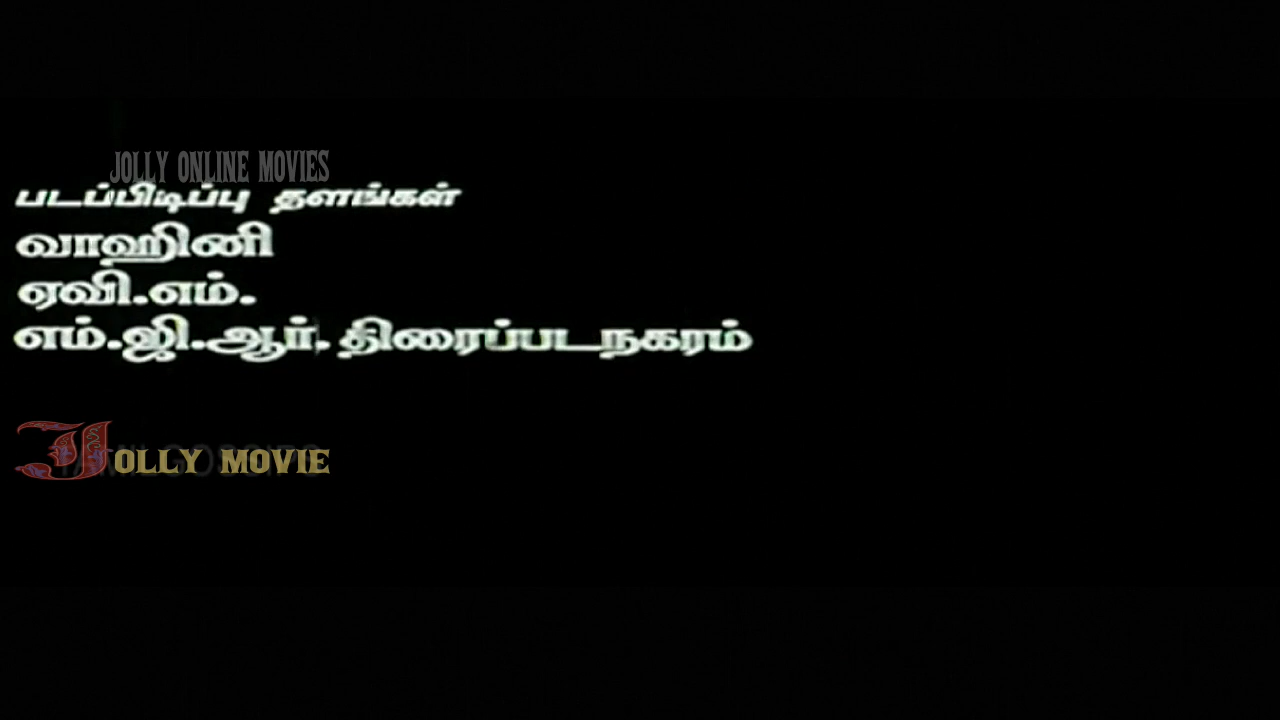 JOLLY ONLINE MOVIES
படப்பிடிப்பு தளங்கள்
வாஹினி
ஏவி.எம்.
எம்.ஜி.ஆர். திரைப்படநகரம்
JOLLY MOVIE